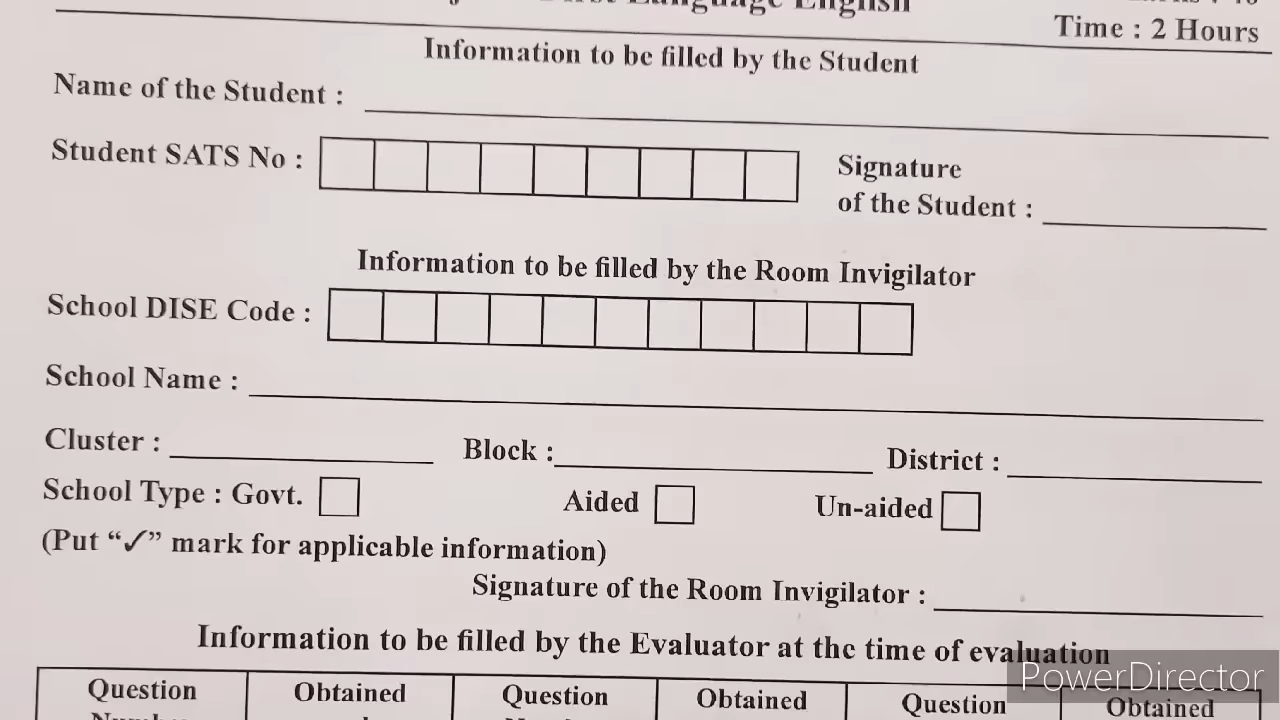 First Language English
Time : 2 Hours
Information to be filled by the Student
Name of the Student :
Student SATS No :
Signature
of the Student :
Information to be filled by the Room Invigilator
School DISE Code :
School Name :
Cluster : Block : District :
School Type : Govt. Aided Un-aided
(Put “✓” mark for applicable information)
Signature of the Room Invigilator :
Information to be filled by the Evaluator at the time of evaluation
PowerDirector
Question Obtained Question Obtained Question Obtained